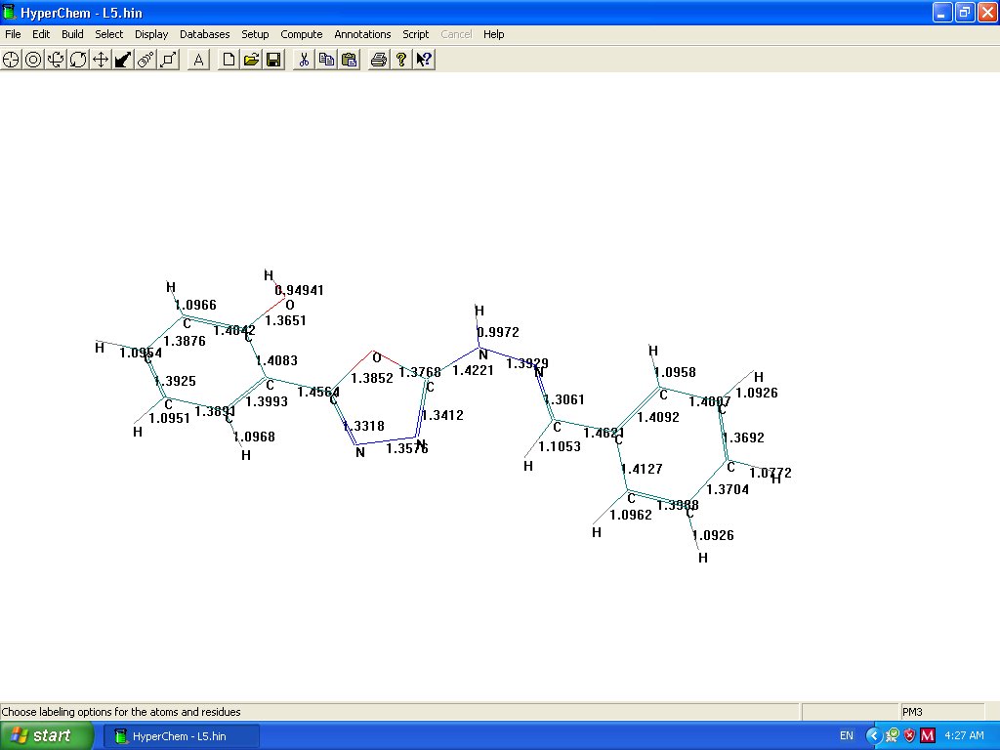 HyperChem - L5.hin
File Edit Build Select Display Databases Setup Compute Annotations Script Cancel Help
A
H
0.94941
H
O
1.0966
1.3651
C
1.4042
C
H
0.9972
1.3876
H
1.0954
C
N
O
1.4083
1.3929
N
H
1.0958
1.4221
1.3768
1.3852
H
1.3925
C
C
1.0926
C
1.4564
C
1.3061
1.4007
C
C
1.3993
1.3891
1.0951
C
1.3412
1.4092
H
1.3318
C
1.4621
C
1.3692
1.0968
N
1.3576
N
1.1053
H
H
1.4127
C
1.0772
H
1.3704
C
1.3988
C
1.0962
H
1.0926
H
Choose labeling options for the atoms and residues
PM3
start
HyperChem - L5.hin
EN
M
4:27 AM